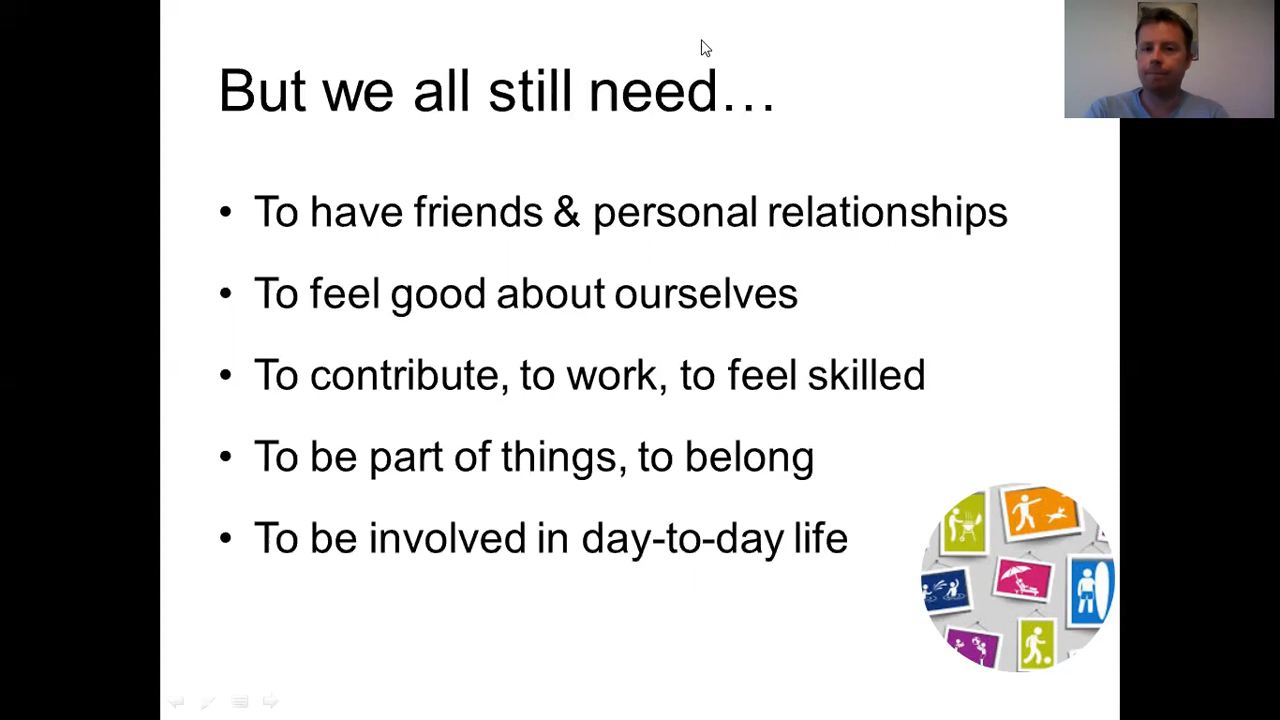 But we all still need…
• To have friends & personal relationships
• To feel good about ourselves
• To contribute, to work, to feel skilled
• To be part of things, to belong
• To be involved in day-to-day life